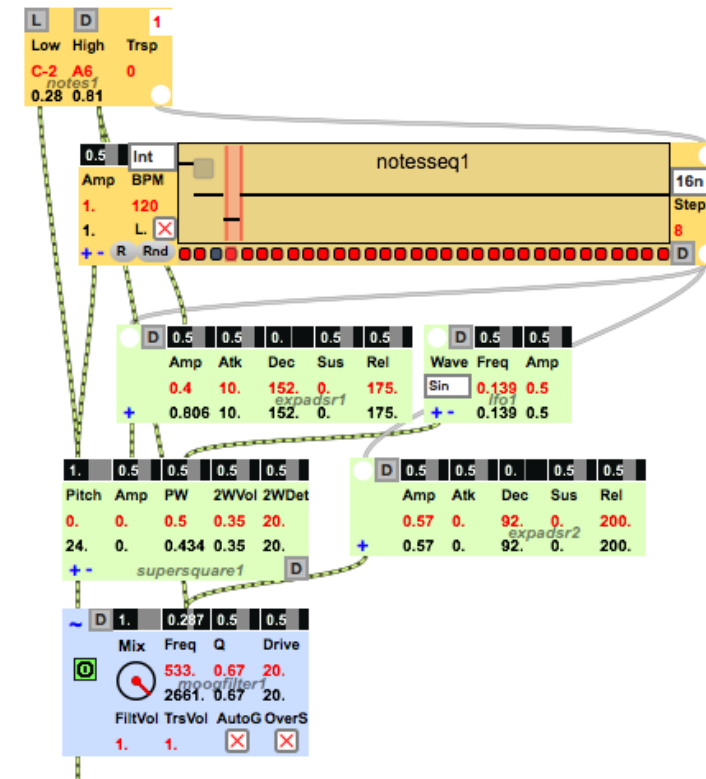 L D 1
Low High Trsp
C-2 A6 0
notes1
0.28 0.81
0.5 Int notesseq1
Amp BPM 16n
1. 120 Step
1. L. 8
+ - R Rnd D
D 0.5 0.5 0. 0.5 0.5
Amp Atk Dec Sus Rel
0.4 10. 152. 0. 175.
expadsr1
+ 0.806 10. 152. 0. 175.
D 0.5 0.5
Wave Freq Amp
Sin 0.139 0.5
lfo1
+ - 0.139 0.5
1. 0.5 0.5 0.5 0.5
Pitch Amp PW 2WVol 2WDet
0. 0. 0.5 0.35 20.
24. 0. 0.434 0.35 20.
+ - supersquare1 D
D 0.5 0.5 0. 0.5 0.5
Amp Atk Dec Sus Rel
0.57 0. 92. 0. 200.
expadsr2
+ 0.57 0. 92. 0. 200.
~ D 1. 0.287 0.5 0.5
Mix Freq Q Drive
533. 0.67 20.
moogfilter1
2661. 0.67 20.
FiltVol TrsVol AutoG OverS
1. 1.